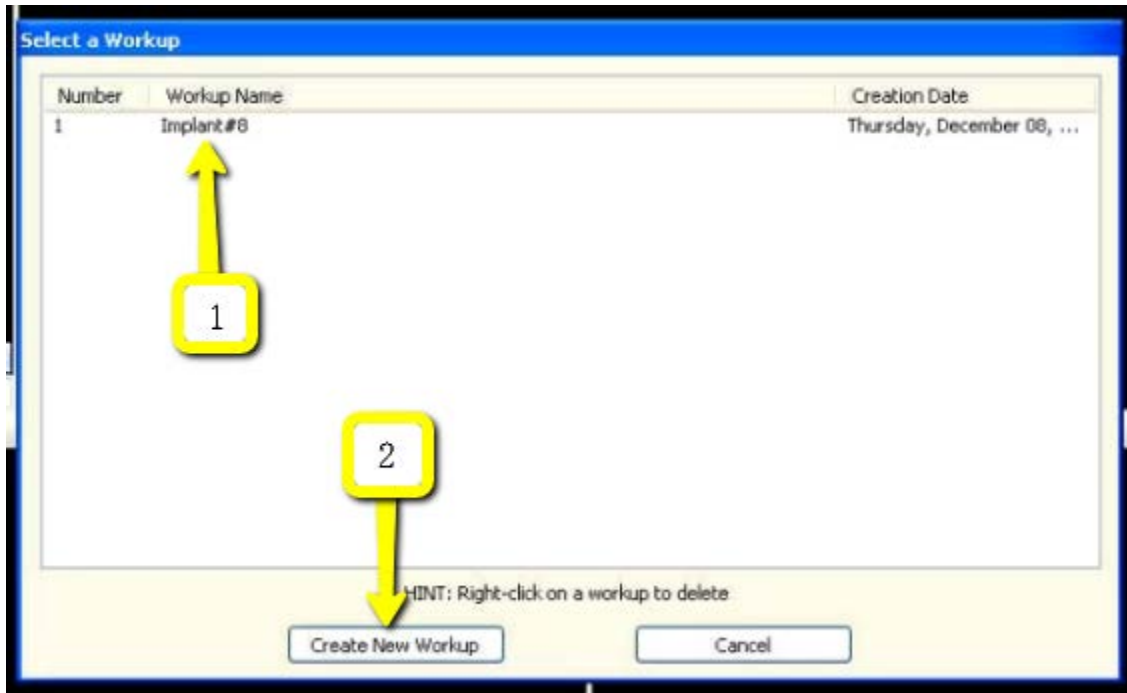 Select a Workup
Number Workup Name Creation Date
1 Implant#8 Thursday, December 08, ...
1
2
HINT: Right-click on a workup to delete
Create New Workup Cancel